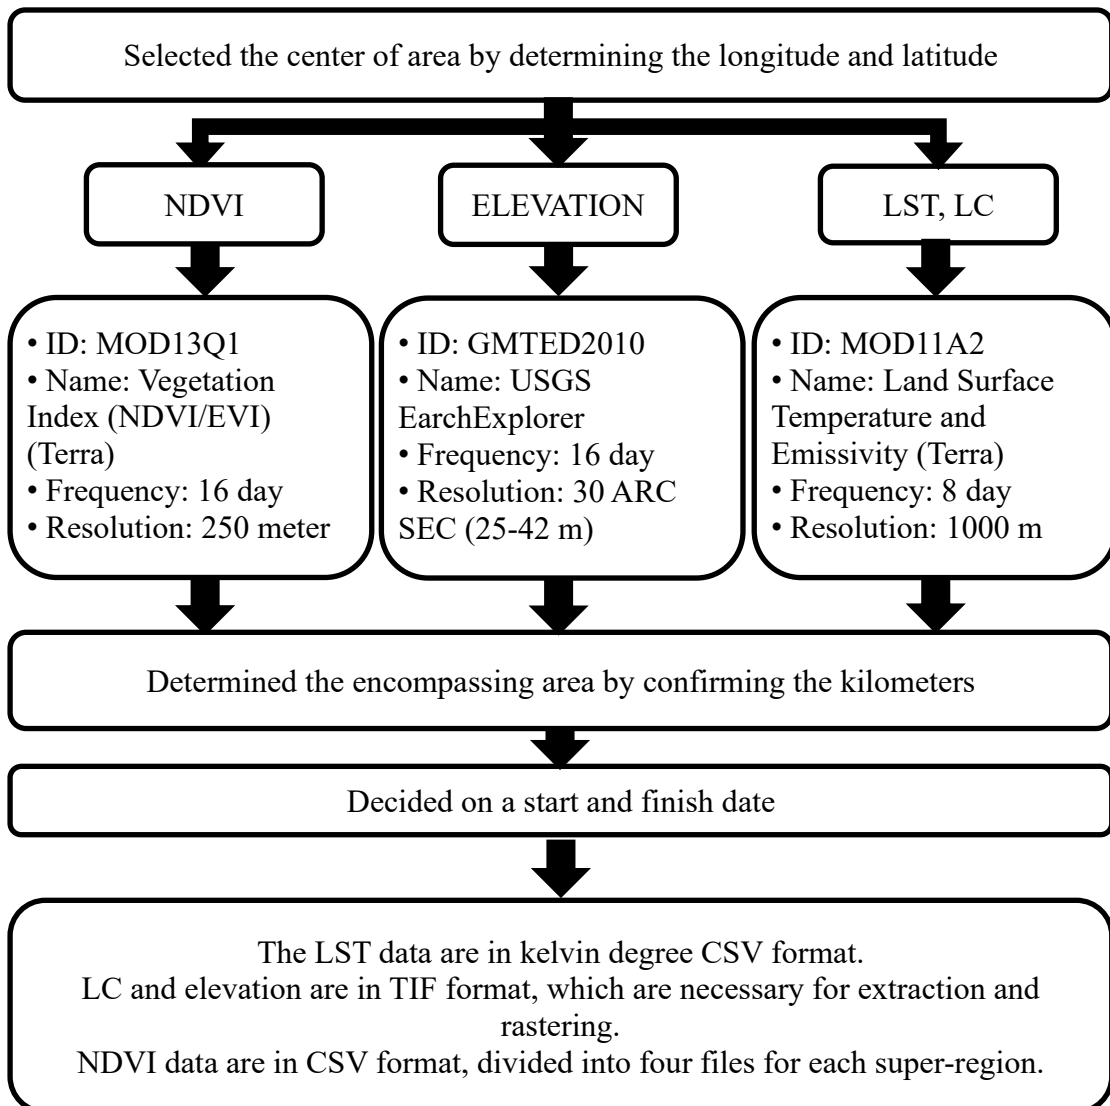 Selected the center of area by determining the longitude and latitude
NDVI
ELEVATION
LST, LC
• ID: MOD13Q1
• Name: Vegetation
Index (NDVI/EVI)
(Terra)
• Frequency: 16 day
• Resolution: 250 meter
• ID: GMTED2010
• Name: USGS
EarchExplorer
• Frequency: 16 day
• Resolution: 30 ARC
SEC (25-42 m)
• ID: MOD11A2
• Name: Land Surface
Temperature and
Emissivity (Terra)
• Frequency: 8 day
• Resolution: 1000 m
Determined the encompassing area by confirming the kilometers
Decided on a start and finish date
The LST data are in kelvin degree CSV format.
LC and elevation are in TIF format, which are necessary for extraction and
rastering.
NDVI data are in CSV format, divided into four files for each super-region.